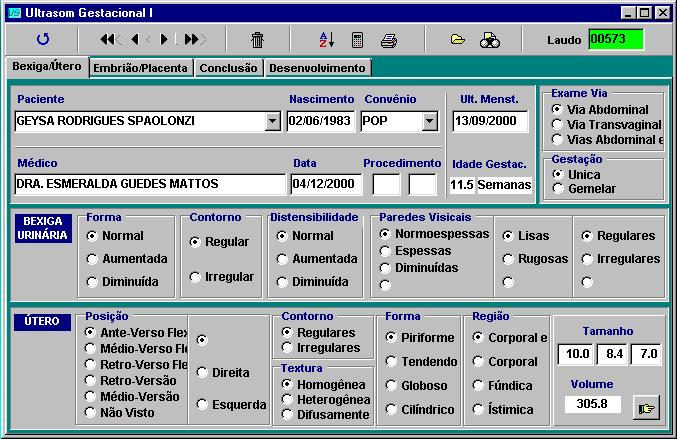 Ultrasom Gestacional I
Laudo 00573
Bexiga/Útero Embrião/Placenta Conclusão Desenvolvimento
Paciente Nascimento Convênio Ult. Menst.
GEYSA RODRIGUES SPAOLONZI 02/06/1983 POP 13/09/2000
Médico Data Procedimento Idade Gestac.
DRA. ESMERALDA GUEDES MATTOS 04/12/2000 11.5 Semanas
Exame Via
Via Abdominal
Via Transvaginal
Vias Abdominal e
Gestação
Unica
Gemelar
BEXIGA
URINÁRIA
Forma
Normal
Aumentada
Diminuída
Contorno
Regular
Irregular
Distensibilidade
Normal
Aumentada
Diminuída
Paredes Visicais
Normoespessas
Espessas
Diminuídas
Lisas
Rugosas
Regulares
Irregulares
ÚTERO
Posição
Ante-Verso Flex
Médio-Verso Fle
Retro-Verso Fle
Retro-Versão
Médio-Versão
Não Visto
Direita
Esquerda
Contorno
Regulares
Irregulares
Textura
Homogênea
Heterogênea
Difusamente
Forma
Piriforme
Tendendo
Globoso
Cilíndrico
Região
Corporal e
Corporal
Fúndica
Ístimica
Tamanho
10.0 8.4 7.0
Volume
305.8